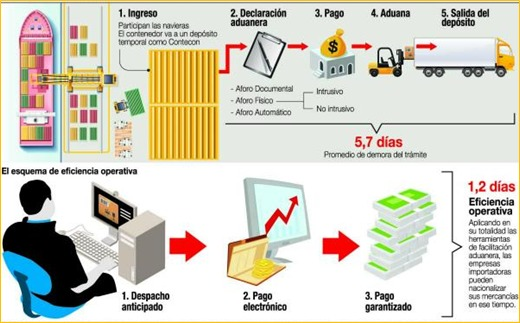 1. Ingreso
Participan las navieras
El contenedor va a un depósito
temporal como Contecon
2. Declaración
aduanera
3. Pago
4. Aduana
5. Salida del
depósito
- Aforo Documental
- Aforo Físico
- Aforo Automático
Intrusivo
No intrusivo
5,7 días
Promedio de demora del trámite
El esquema de eficiencia operativa
1. Despacho
anticipado
2. Pago
electrónico
3. Pago
garantizado
1,2 días
Eficiencia
operativa
Aplicando en
su totalidad las
herramientas
de facilitación
aduanera, las
empresas
importadoras
pueden
nacionalizar
sus mercancías
en ese tiempo.